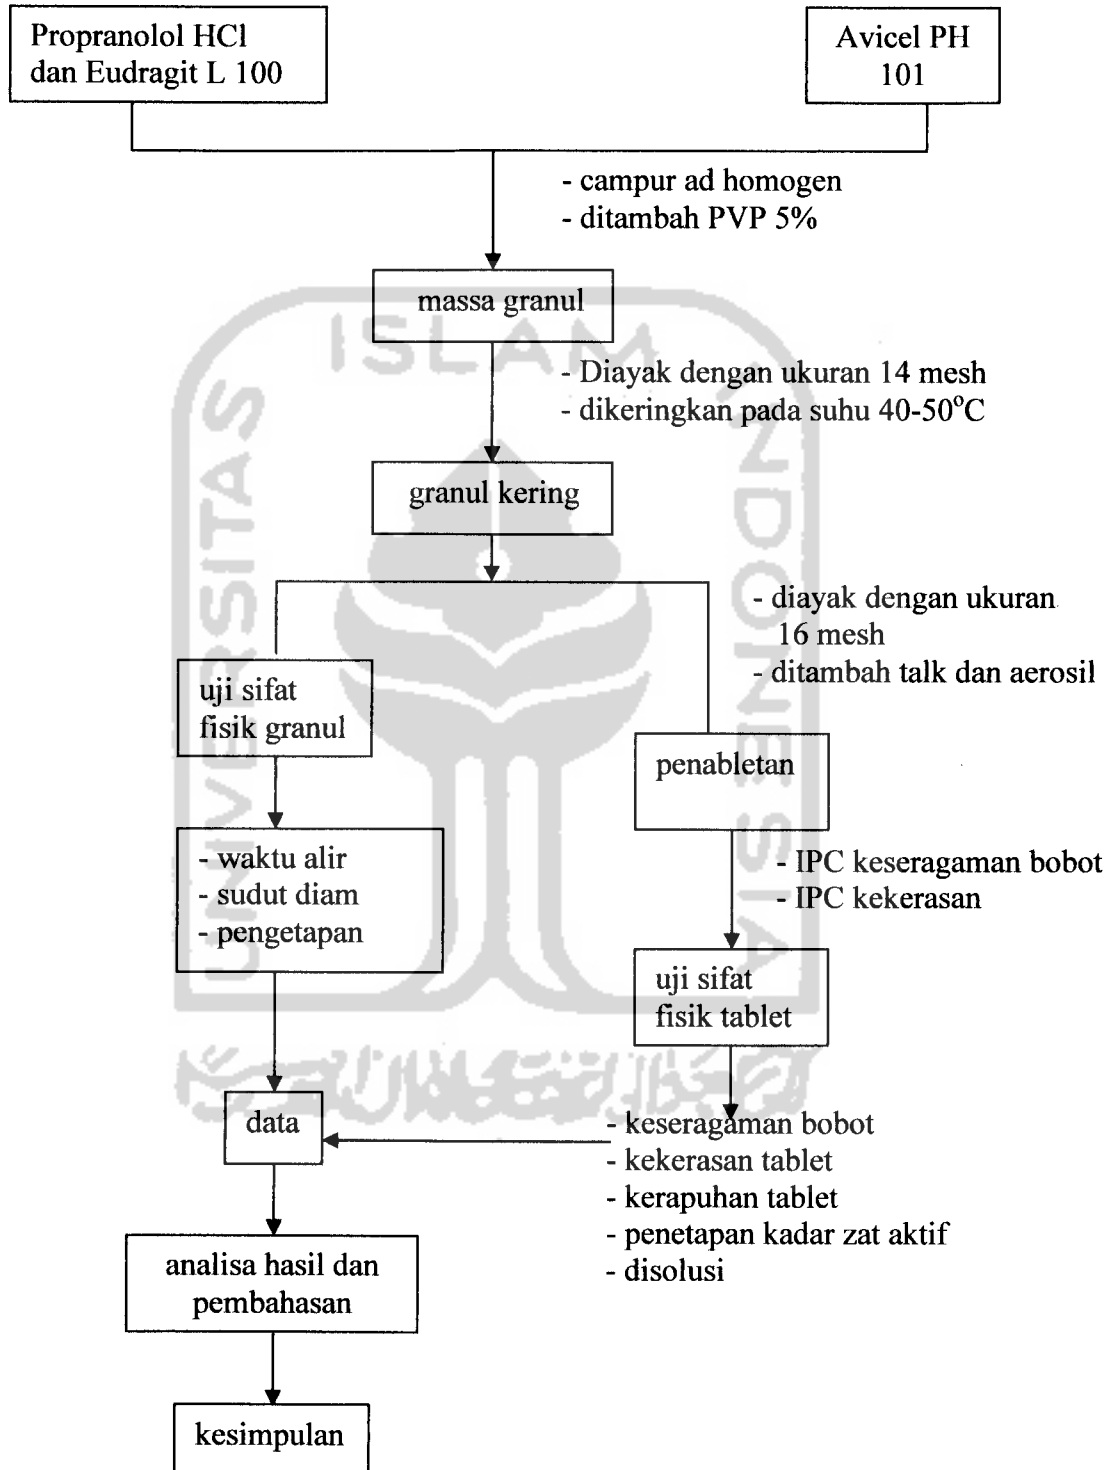 Propranolol HCl
dan Eudragit L 100
Avicel PH
101
- campur ad homogen
- ditambah PVP 5%
massa granul
- Diayak dengan ukuran 14 mesh
- dikeringkan pada suhu 40-50°C
granul kering
- diayak dengan ukuran
16 mesh
- ditambah talk dan aerosil
uji sifat
fisik granul
penabletan
- waktu alir
- sudut diam
- pengetapan
- IPC keseragaman bobot
- IPC kekerasan
uji sifat
fisik tablet
data
- keseragaman bobot
- kekerasan tablet
- kerapuhan tablet
- penetapan kadar zat aktif
- disolusi
analisa hasil dan
pembahasan
kesimpulan
UNIVERSITAS
ISLAM
INDONESIA